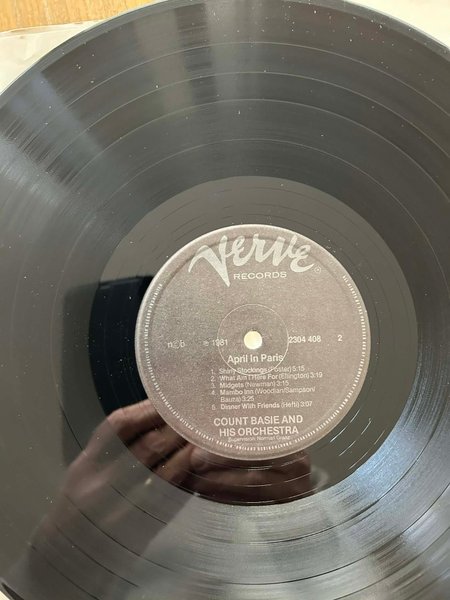 Verve
RECORDS
n©b ℗ 1981 2304 408 2
April In Paris
1. Shiny Stockings (Foster) 5:15
2. What Am I Here For (Ellington) 3:19
3. Midgets (Newman) 3:15
4. Mambo Inn (Woodlen/Sampson/
Bauza) 3:25
5. Dinner With Friends (Hefti) 3:07
COUNT BASIE AND
HIS ORCHESTRA
Supervision: Norman Granz